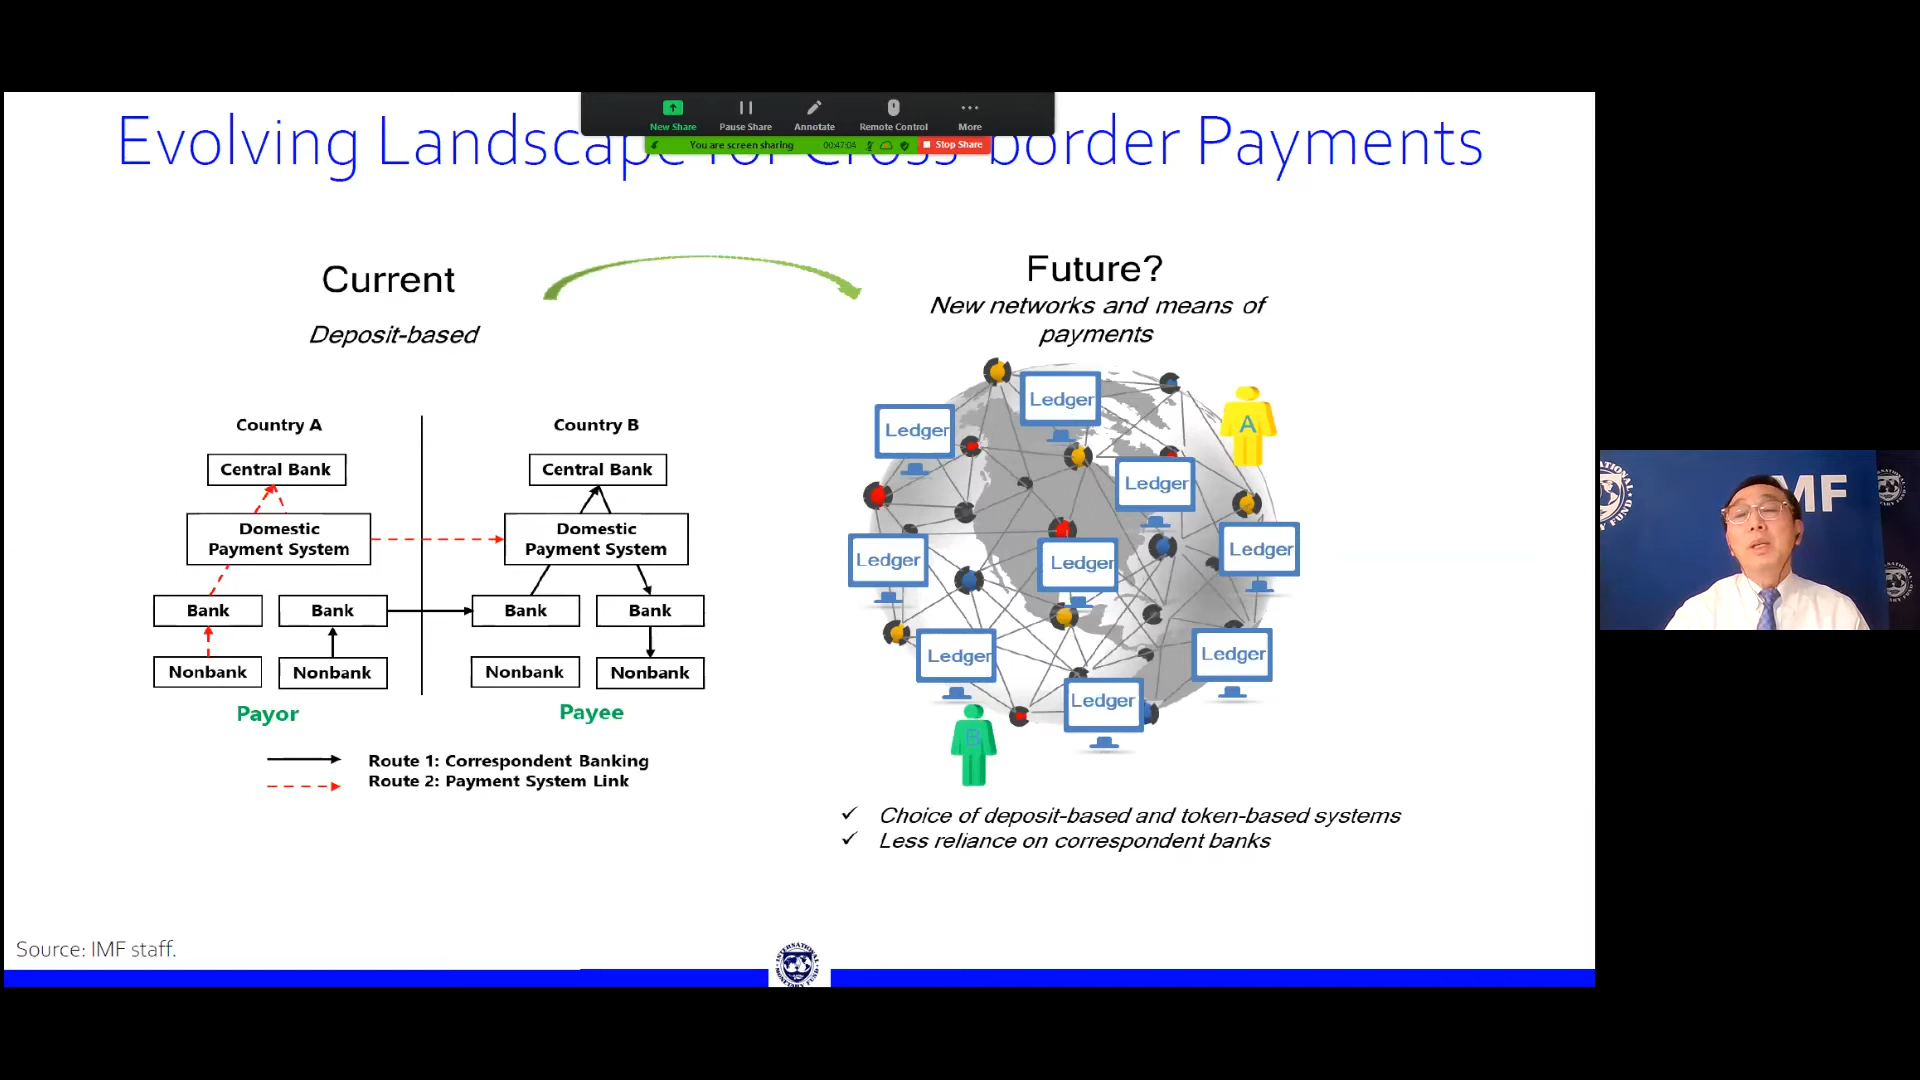 New Share
Pause Share
Annotate
Remote Control
More
You are screen sharing
00:47:04
Stop Share
Evolving Landscape for Cross-border Payments
Current
Deposit-based
Future?
New networks and means of
payments
Country A
Country B
Central Bank
Central Bank
Domestic
Payment System
Domestic
Payment System
Bank
Bank
Bank
Bank
Nonbank
Nonbank
Nonbank
Nonbank
Payor
Payee
Route 1: Correspondent Banking
Route 2: Payment System Link
Ledger
Ledger
A
Ledger
Ledger
Ledger
Ledger
Ledger
Ledger
Ledger
B
Choice of deposit-based and token-based systems
Less reliance on correspondent banks
Source: IMF staff.
INTERNATIONAL
MONETARY FUND
IMF